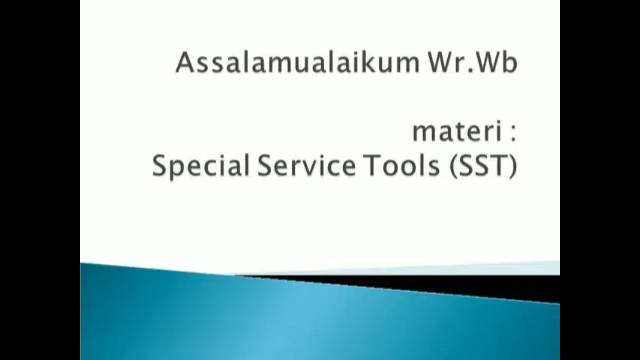 Assalamualaikum Wr.Wb
materi :
Special Service Tools (SST)